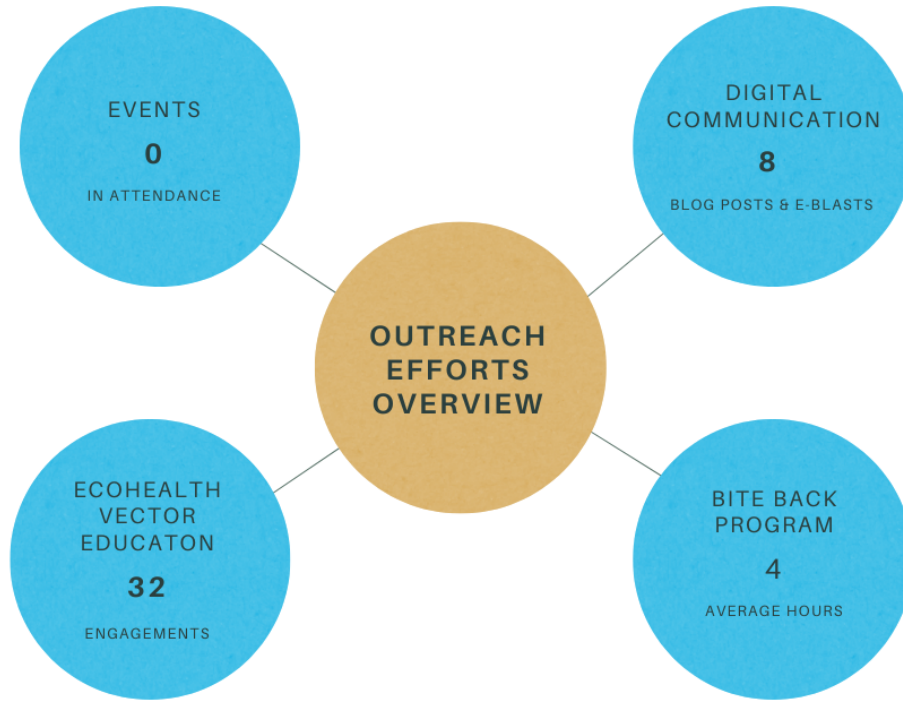 EVENTS
0
IN ATTENDANCE
DIGITAL
COMMUNICATION
8
BLOG POSTS & E-BLASTS
OUTREACH
EFFORTS
OVERVIEW
ECOHEALTH
VECTOR
EDUCATON
32
ENGAGEMENTS
BITE BACK
PROGRAM
4
AVERAGE HOURS